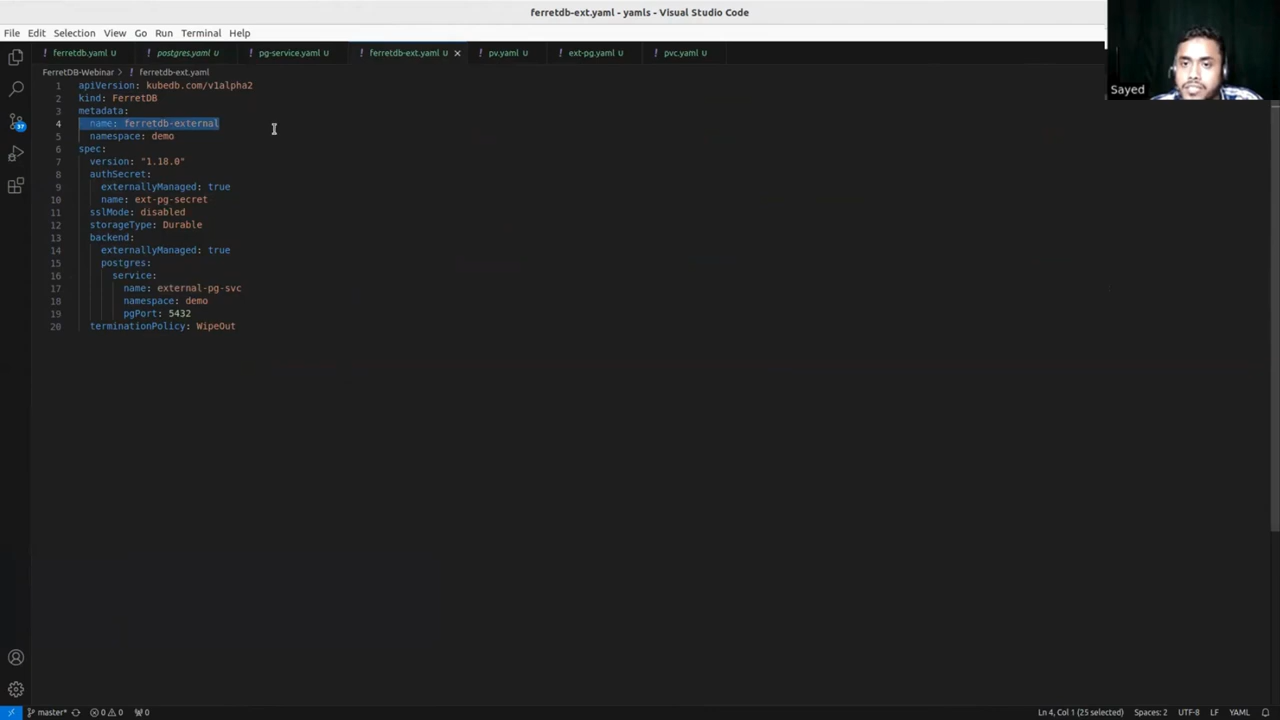 ferretdb-ext.yaml - yamls - Visual Studio Code
File Edit Selection View Go Run Terminal Help
ferretdb.yaml U postgres.yaml U pg-service.yaml U ferretdb-ext.yaml U pv.yaml U ext-pg.yaml U pvc.yaml U
FerretDB-Webinar > ferretdb-ext.yaml
Sayed
1 apiVersion: kubedb.com/v1alpha2
2 kind: FerretDB
3 metadata:
4 name: ferretdb-external
5 namespace: demo
6 spec:
7 version: "1.18.0"
8 authSecret:
9 externallyManaged: true
10 name: ext-pg-secret
11 sslMode: disabled
12 storageType: Durable
13 backend:
14 externallyManaged: true
15 postgres:
16 service:
17 name: external-pg-svc
18 namespace: demo
19 pgPort: 5432
20 terminationPolicy: WipeOut
37
master* 0 0 0 Ln 4, Col 1 (25 selected) Spaces: 2 UTF-8 LF YAML